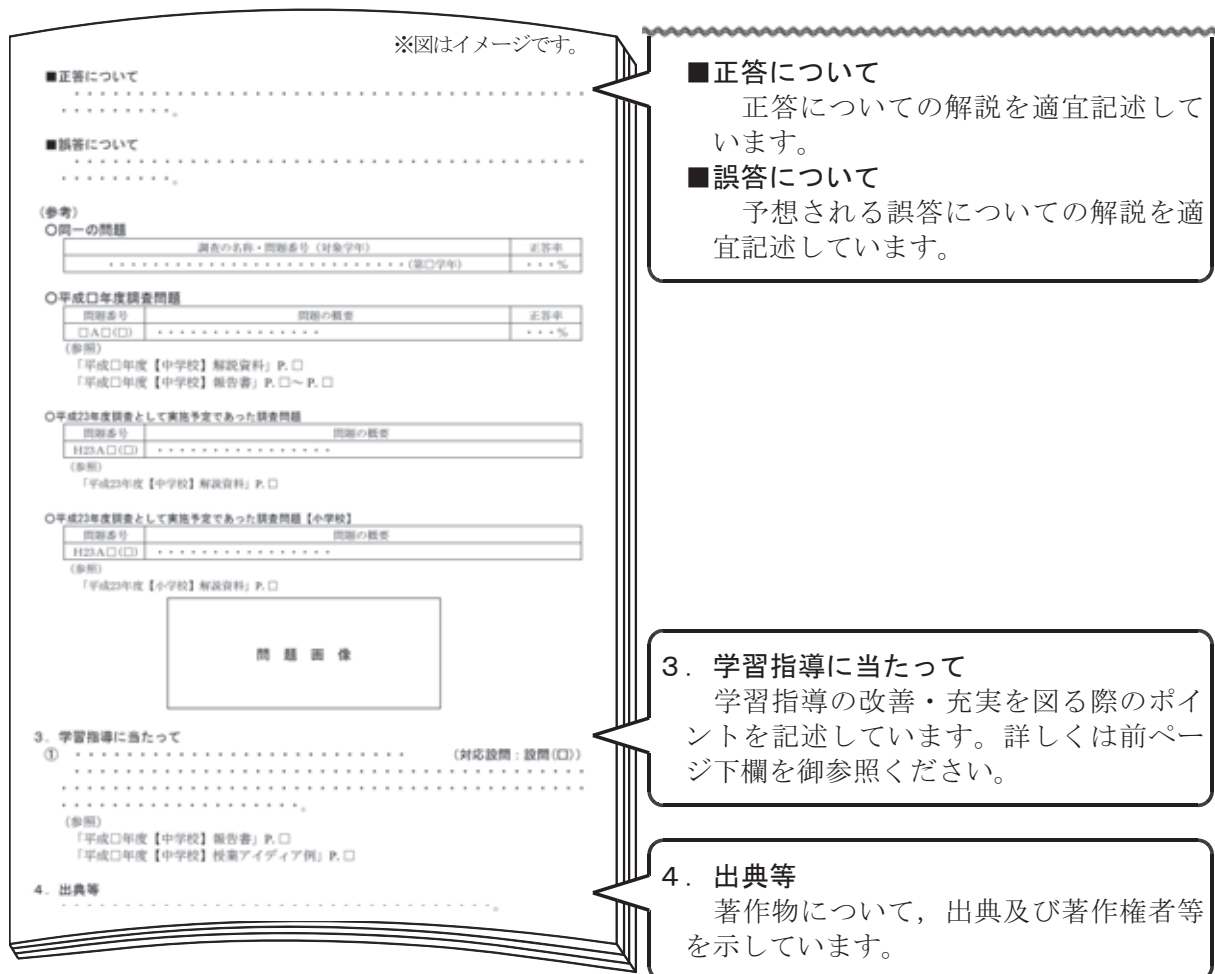 ※図はイメージです。
■正答について
・・・・・・・・・・・・・・・・・・・・・・・・・・・・・・・・・・・
・・・・・・・・・。
■誤答について
・・・・・・・・・・・・・・・・・・・・・・・・・・・・・・・・・・・
・・・・・・・・・。
(参考)
○同一の問題
調査の名称・問題番号(対象学年) 正答率
・・・・・・・・・・・・・・・・・・・・・・・・・・・(第□学年) ・・・%
○平成□年度調査問題
問題番号 問題の概要 正答率
□A□(□) ・・・・・・・・・・・・・・・ ・・・%
(参照)
「平成□年度【中学校】解説資料」P.□
「平成□年度【中学校】報告書」P.□～P.□
○平成23年度調査として実施予定であった調査問題
問題番号 問題の概要
H23A□(□) ・・・・・・・・・・・・・・・・
(参照)
「平成23年度【中学校】解説資料」P.□
○平成23年度調査として実施予定であった調査問題【小学校】
問題番号 問題の概要
H23A□(□) ・・・・・・・・・・・・・・・・
(参照)
「平成23年度【小学校】解説資料」P.□
問題画像
3. 学習指導に当たって
① ・・・・・・・・・・・・・・・・・・・・・・ (対応設問:設問(□))
・・・・・・・・・・・・・・・・・・・・・・・・・・・・・・・・・・・
・・・・・・・・・・・・・・・・・・・・・・・・・・・・・・・・・・・
・・・・・・・・・・・・・・・・・・・。
(参照)
「平成□年度【中学校】報告書」P.□
「平成□年度【中学校】授業アイディア例」P.□
4. 出典等
・・・・・・・・・・・・・・・・・・・・・・・・・・・・・・・・・・。
■正答について
正答についての解説を適宜記述して
います。
■誤答について
予想される誤答についての解説を適
宜記述しています。
3. 学習指導に当たって
学習指導の改善・充実を図る際のポイ
ントを記述しています。詳しくは前ペー
ジ下欄を御参照ください。
4. 出典等
著作物について，出典及び著作権者等
を示しています。